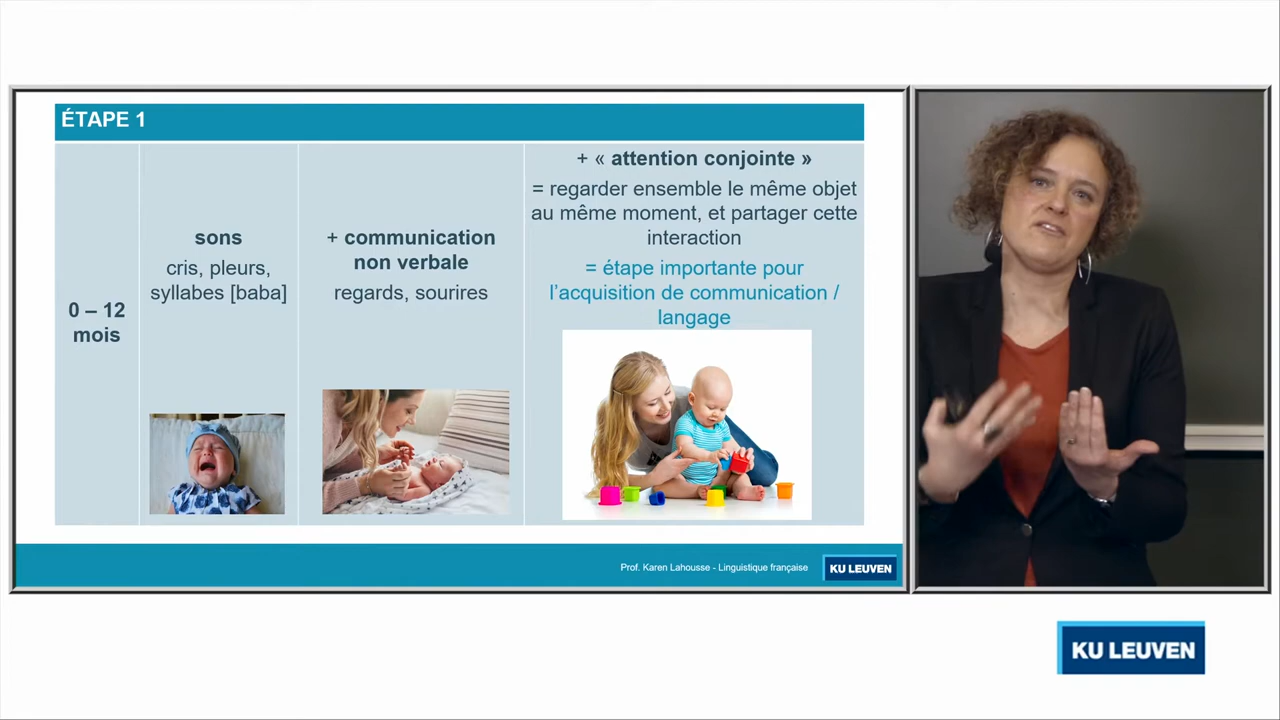 ÉTAPE 1
0 – 12
mois
sons
cris, pleurs,
syllabes [baba]
+ communication
non verbale
regards, sourires
+ « attention conjointe »
= regarder ensemble le même objet
au même moment, et partager cette
interaction
= étape importante pour
l’acquisition de communication /
langage
Prof. Karen Lahousse - Linguistique française
KU LEUVEN
KU LEUVEN